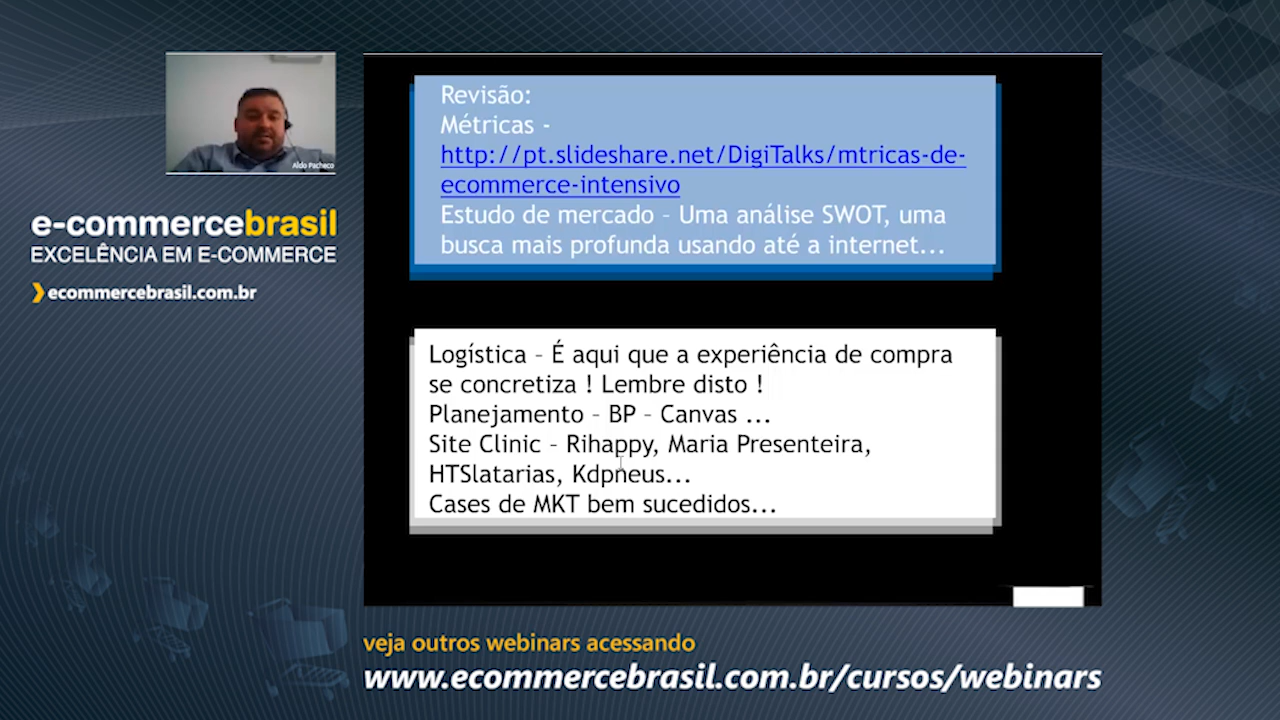 Aldo Pacheco
e-commercebrasil
EXCELÊNCIA EM E-COMMERCE
ecommercebrasil.com.br
Revisão:
Métricas -
http://pt.slideshare.net/DigiTalks/mtricas-de-
ecommerce-intensivo
Estudo de mercado – Uma análise SWOT, uma
busca mais profunda usando até a internet...
Logística – É aqui que a experiência de compra
se concretiza ! Lembre disto !
Planejamento – BP – Canvas ...
Site Clinic – Rihappy, Maria Presenteira,
HTSlatarias, Kdpneus...
Cases de MKT bem sucedidos...
veja outros webinars acessando
www.ecommercebrasil.com.br/cursos/webinars